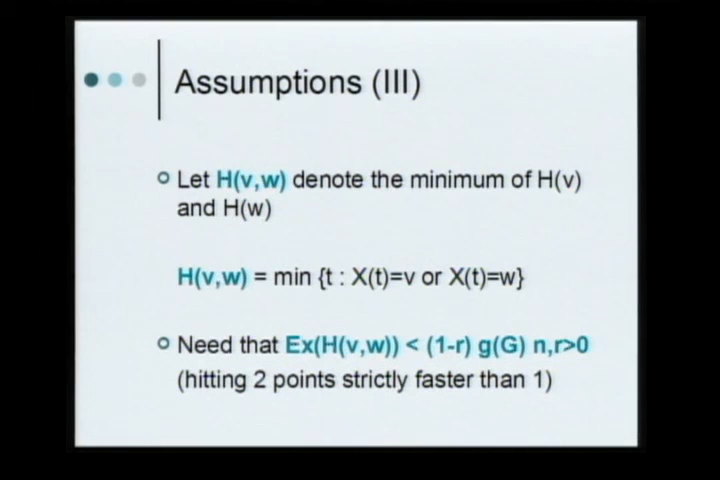 Assumptions (III)
Let H(v,w) denote the minimum of H(v)
and H(w)
H(v,w) = min {t : X(t)=v or X(t)=w}
Need that Ex(H(v,w)) < (1-r) g(G) n,r>0
(hitting 2 points strictly faster than 1)